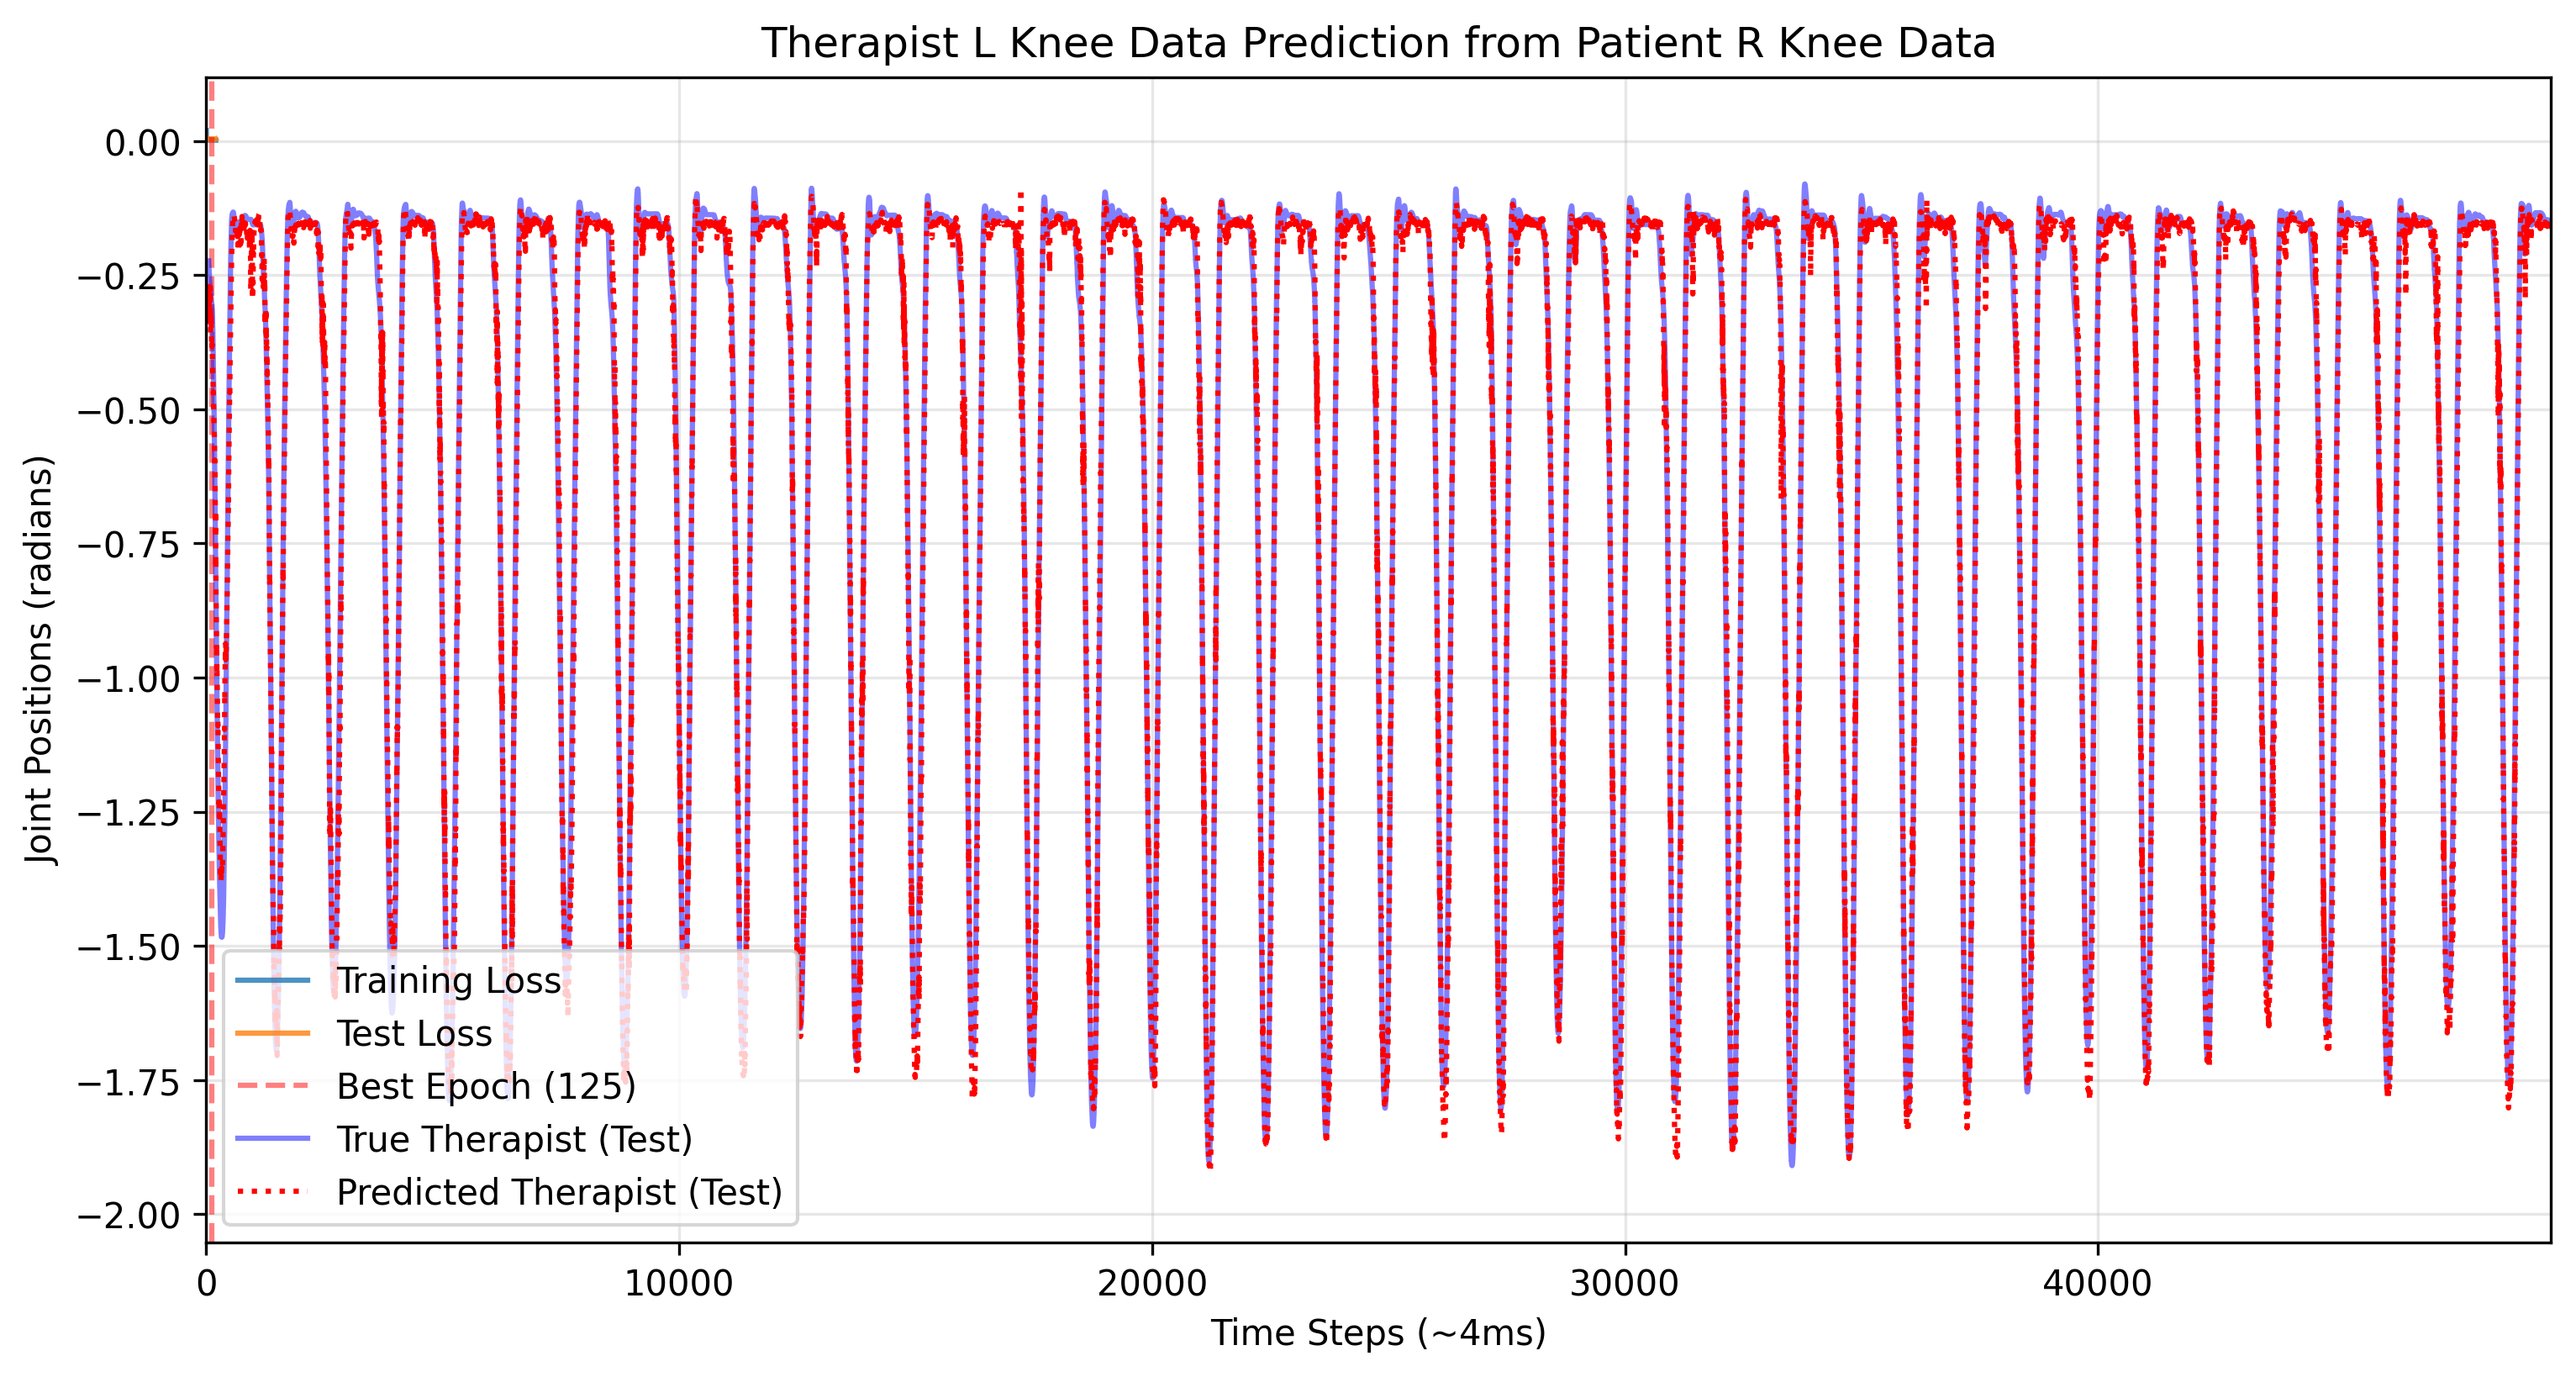 Therapist L Knee Data Prediction from Patient R Knee Data
Joint Positions (radians)
0.00
−0.25
−0.50
−0.75
−1.00
−1.25
−1.50
−1.75
−2.00
Training Loss
Test Loss
Best Epoch (125)
True Therapist (Test)
Predicted Therapist (Test)
0 10000 20000 30000 40000
Time Steps (~4ms)